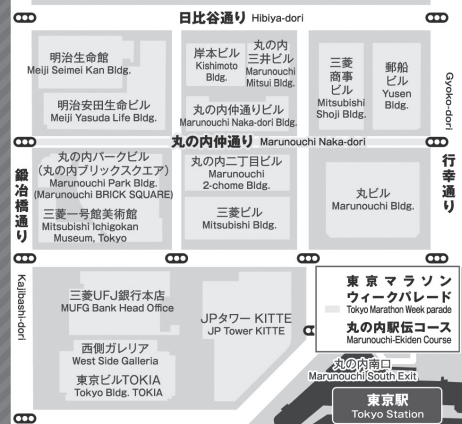 日比谷通り Hibiya-dori
明治生命館
Meiji Seimei Kan Bldg.
明治安田生命ビル
Meiji Yasuda Life Bldg.
岸本ビル
Kishimoto
Bldg.
丸の内
三井ビル
Marunouchi
Mitsui Bldg.
丸の内仲通りビル
Marunouchi Naka-dori Bldg.
三菱
商事
ビル
Mitsubishi
Shoji Bldg.
郵船
ビル
Yusen
Bldg.
Gyoko-dori
行幸通り
丸の内仲通り Marunouchi Naka-dori
鍛冶橋通り
Kajibashi-dori
丸の内パークビル
(丸の内ブリックスクエア)
Marunouchi Park Bldg.
(Marunouchi BRICK SQUARE)
三菱一号館美術館
Mitsubishi Ichigokan
Museum, Tokyo
丸の内二丁目ビル
Marunouchi
2-chome Bldg.
三菱ビル
Mitsubishi Bldg.
丸ビル
Marunouchi Bldg.
三菱UFJ銀行本店
MUFG Bank Head Office
西側ガレリア
West Side Galleria
東京ビルTOKIA
Tokyo Bldg. TOKIA
JPタワー KITTE
JP Tower KITTE
東京マラソン
ウィークパレード
Tokyo Marathon Week parade
丸の内駅伝コース
Marunouchi-Ekiden Course
丸の内南口
Marunouchi South Exit
東京駅
Tokyo Station